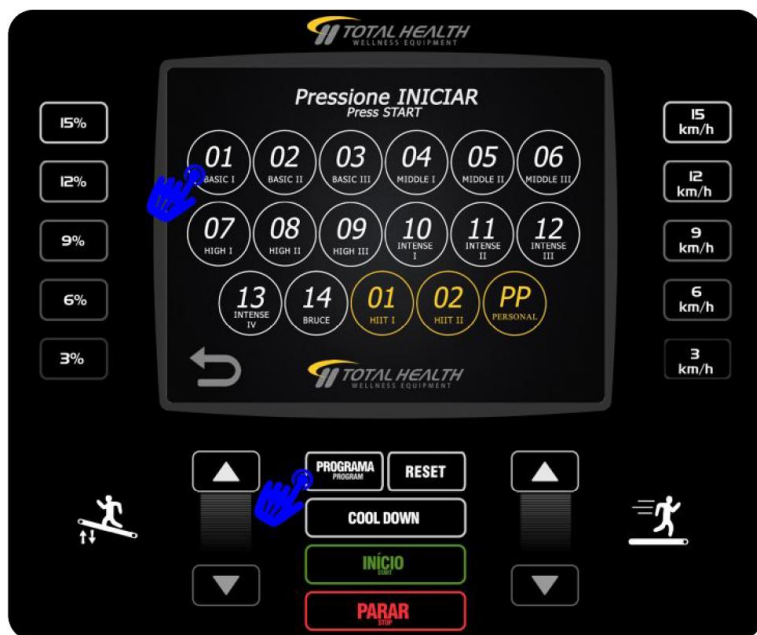 TOTAL HEALTH
WELLNESS EQUIPMENT
Pressione INICIAR
Press START
01 02 03 04 05 06
BASIC I BASIC II BASIC III MIDDLE I MIDDLE II MIDDLE III
07 08 09 10 11 12
HIGH I HIGH II HIGH III INTENSE I INTENSE II INTENSE III
13 14 01 02 PP
INTENSE IV BRUCE HIIT I HIIT II PERSONAL
TOTAL HEALTH
WELLNESS EQUIPMENT
15%
12%
9%
6%
3%
15 km/h
12 km/h
9 km/h
6 km/h
3 km/h
PROGRAMA
PROGRAM
RESET
COOL DOWN
INÍCIO
START
PARAR
STOP